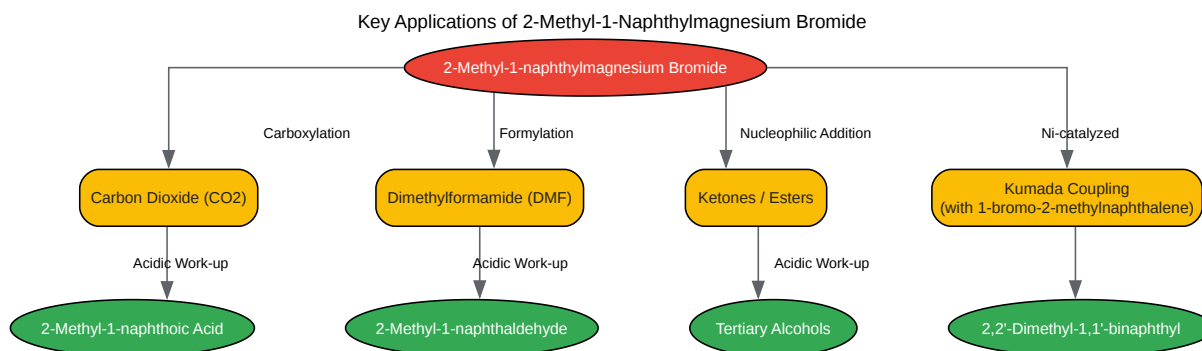 Key Applications of 2-Methyl-1-Naphthylmagnesium Bromide
2-Methyl-1-naphthylmagnesium Bromide
Carboxylation
Formylation
Nucleophilic Addition
Ni-catalyzed
Carbon Dioxide (CO2)
Dimethylformamide (DMF)
Ketones / Esters
Kumada Coupling
(with 1-bromo-2-methylnaphthalene)
Acidic Work-up
Acidic Work-up
Acidic Work-up
2-Methyl-1-naphthoic Acid
2-Methyl-1-naphthaldehyde
Tertiary Alcohols
2,2'-Dimethyl-1,1'-binaphthyl